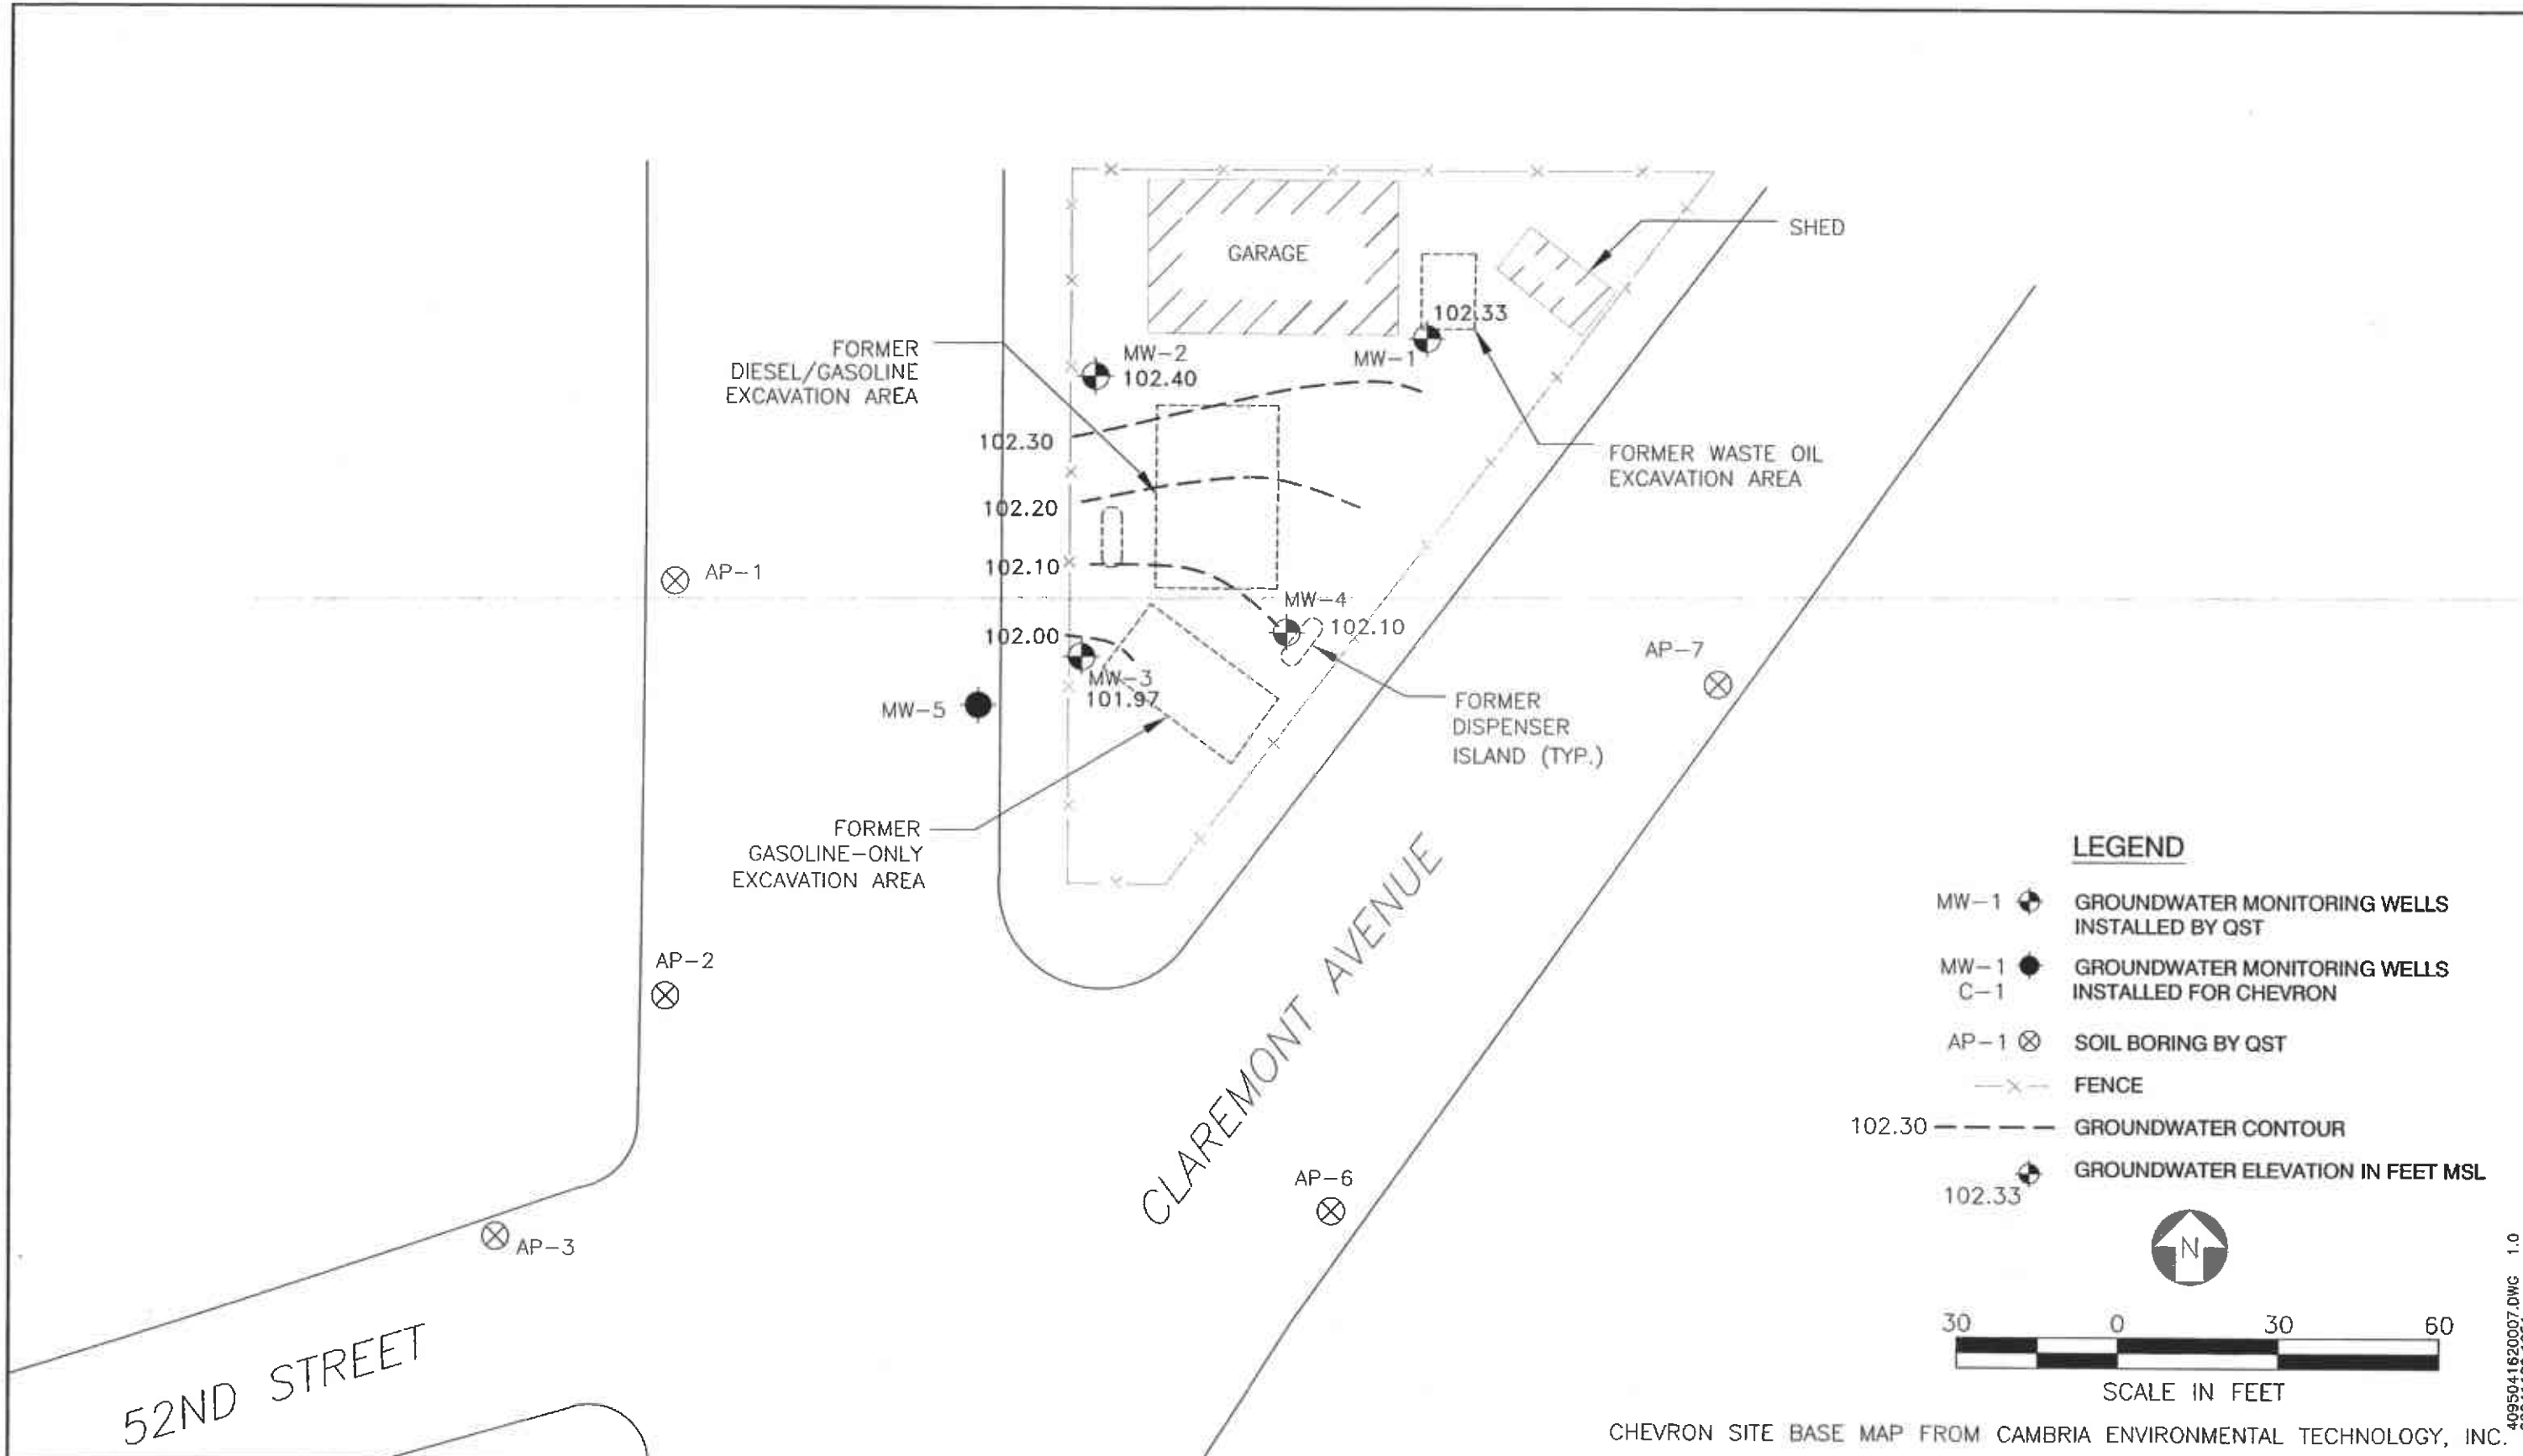 SHED
GARAGE
102.33
MW-1
MW-2
102.40
FORMER
DIESEL/GASOLINE
EXCAVATION AREA
102.30
FORMER WASTE OIL
EXCAVATION AREA
102.20
AP-1
102.10
MW-4
102.10
102.00
AP-7
MW-3
101.97
MW-5
FORMER
DISPENSER
ISLAND (TYP.)
FORMER
GASOLINE-ONLY
EXCAVATION AREA
CLAREMONT AVENUE
AP-2
AP-6
AP-3
52ND STREET
LEGEND
MW-1 GROUNDWATER MONITORING WELLS
INSTALLED BY QST
MW-1 GROUNDWATER MONITORING WELLS
C-1 INSTALLED FOR CHEVRON
AP-1 SOIL BORING BY QST
FENCE
102.30 GROUNDWATER CONTOUR
GROUNDWATER ELEVATION IN FEET MSL
102.33
N
30 0 30 60
SCALE IN FEET
CHEVRON SITE BASE MAP FROM CAMBRIA ENVIRONMENTAL TECHNOLOGY, INC.
4095041620007.DWG 1.0